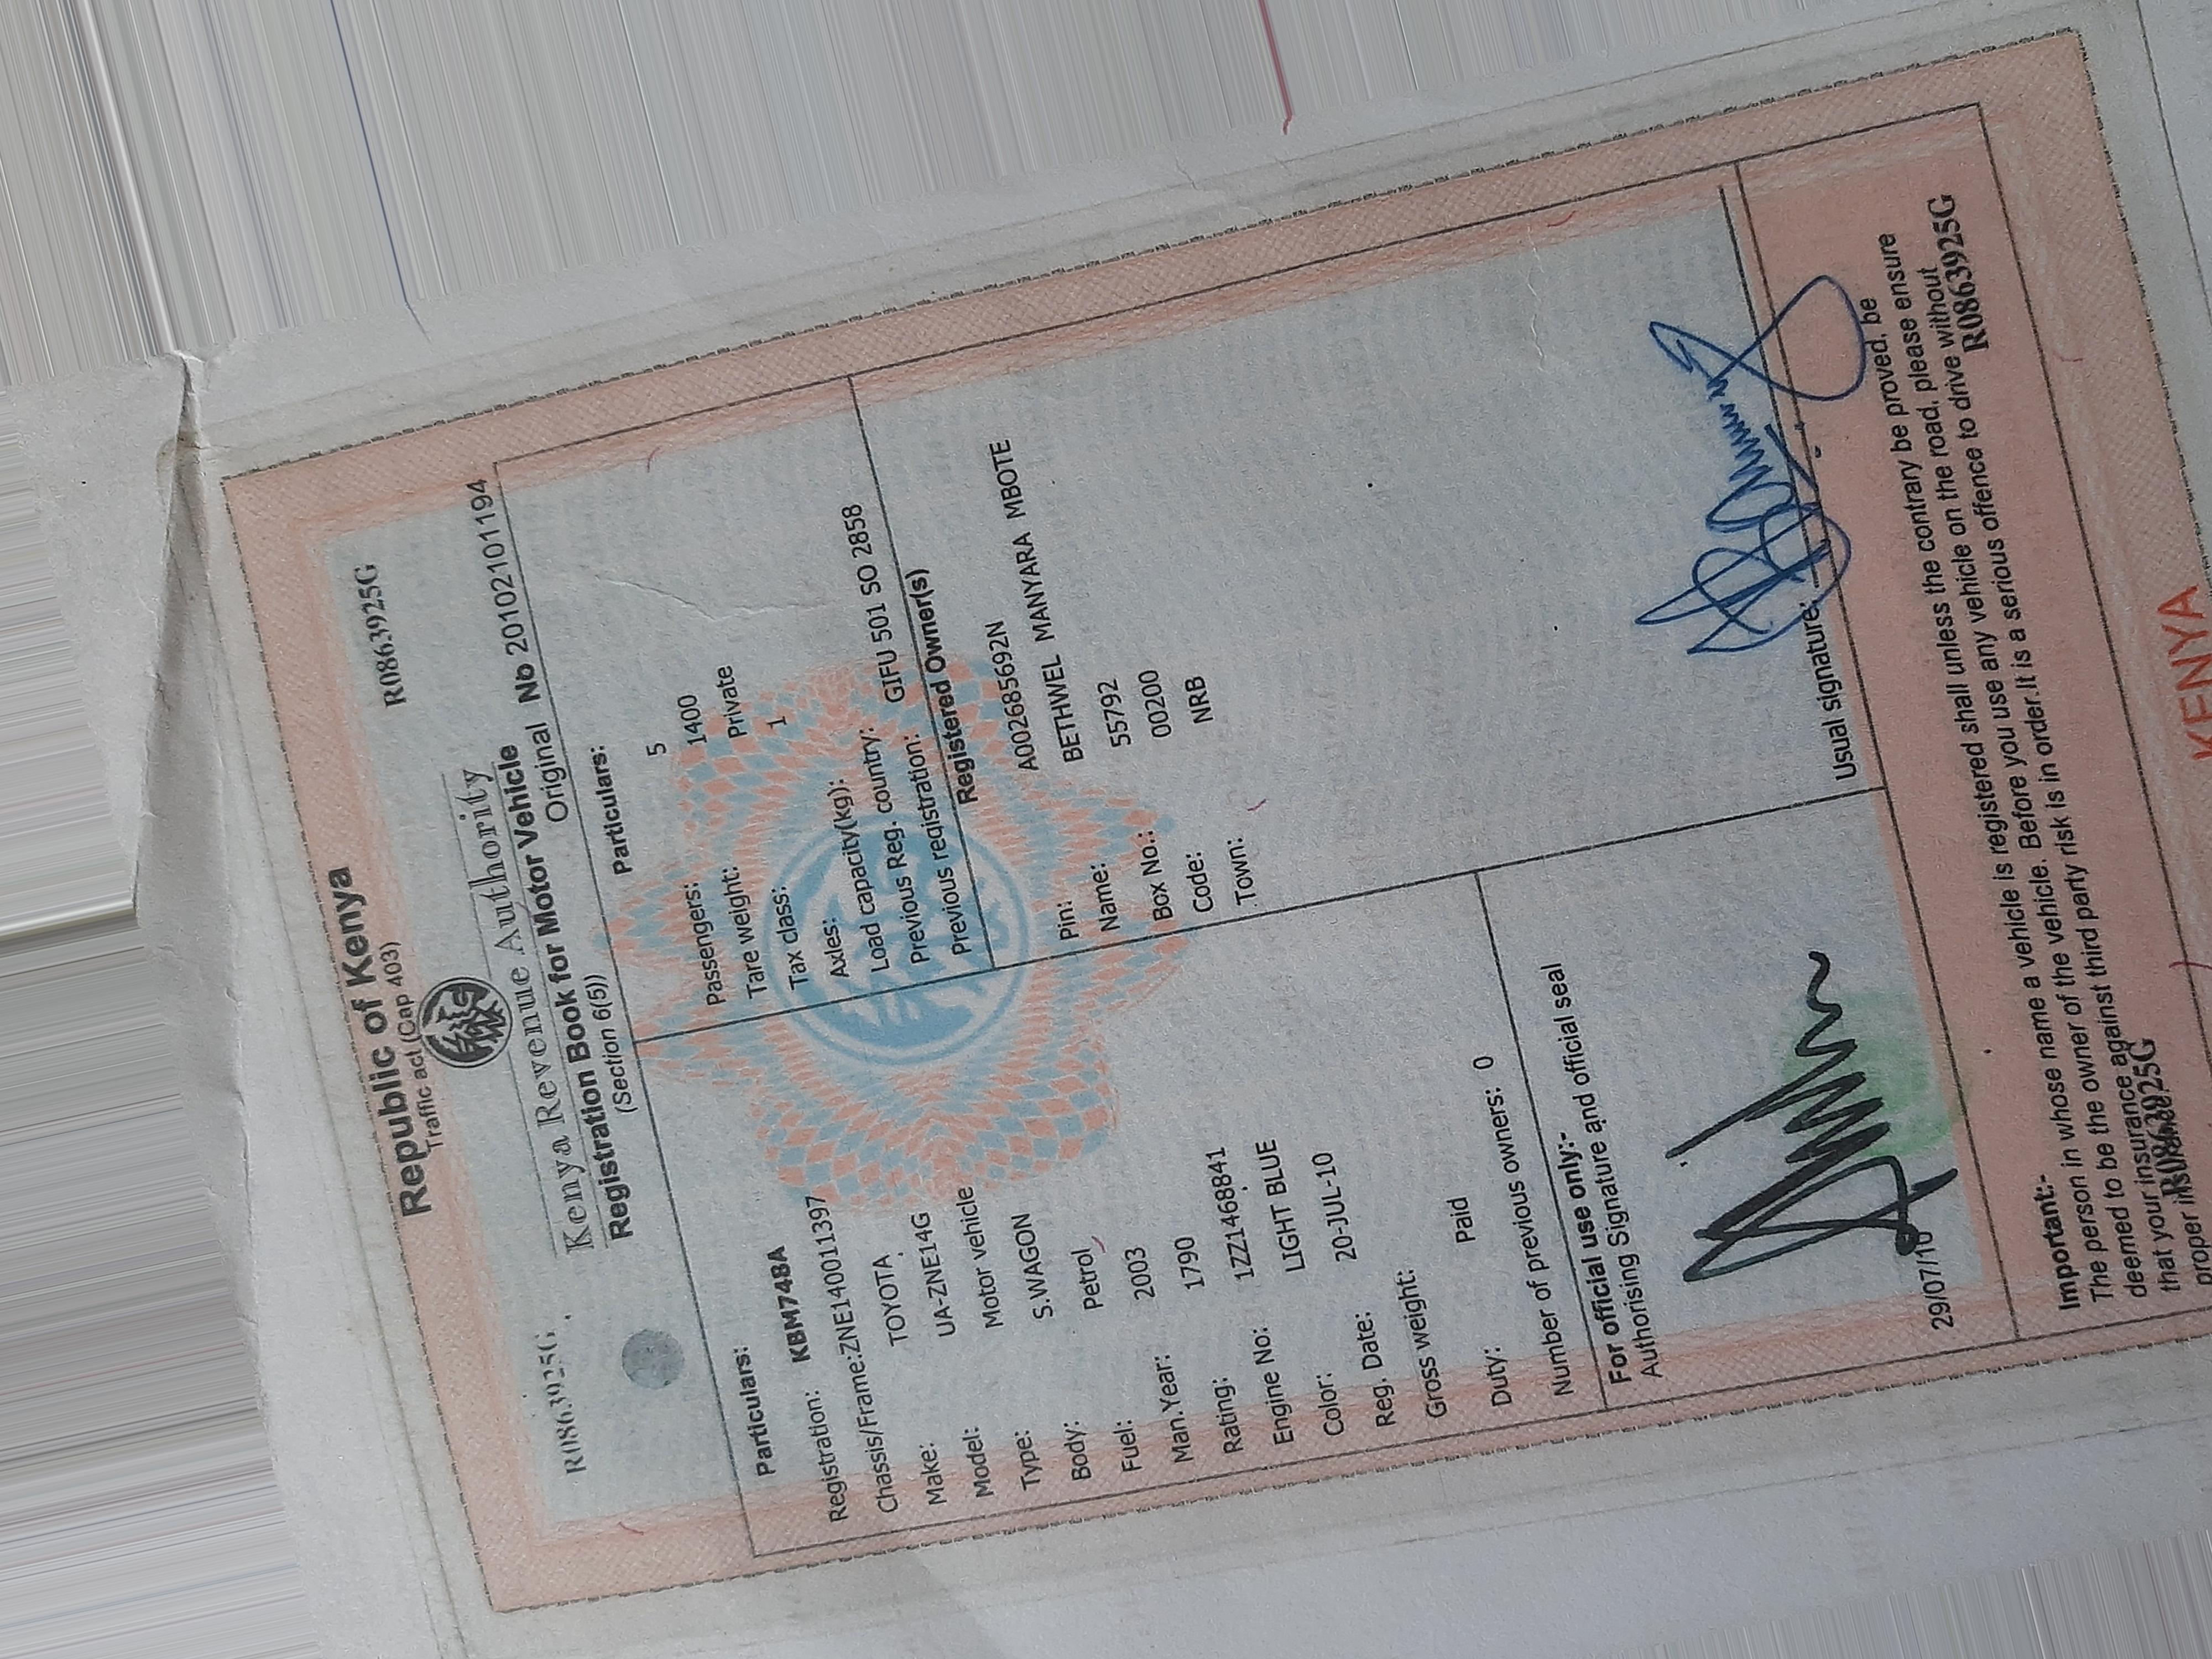 Republic of Kenya
Traffic act (Cap 403)
R0863925G
R0863925G
Kenya Revenue Authority
Registration Book for Motor Vehicle
(Section 6(5)) Original No 20102101194
Particulars:
Registration: KBM748A
Chassis/Frame:ZNE140011397
Make: TOYOTA
Model: UA-ZNE14G
Type: Motor vehicle
Body: S.WAGON
Fuel: Petrol
Man.Year: 2003
Rating: 1790
Engine No: 1ZZ1468841
Color: LIGHT BLUE
Reg. Date: 20-JUL-10
Gross weight:
Duty: Paid
Number of previous owners: 0
Particulars:
Passengers: 5
Tare weight: 1400
Tax class: Private
Axles: 1
Load capacity(kg):
Previous Reg. country:
Previous registration: GIFU 501 SO 2858
Registered Owner(s)
Pin: A002685692N
Name: BETHWEL MANYARA MBOTE
Box No.: 55792
Code: 00200
Town: NRB
For official use only:-
Authorising Signature and official seal
29/07/10
Usual signature:
Important:-
The person in whose name a vehicle is registered shall unless the contrary be proved, be
deemed to be the owner of the vehicle. Before you use any vehicle on the road, please ensure
that your insurance against third party risk is in order.It is a serious offence to drive without
proper insurance.
R0863925G
R0863925G
KENYA